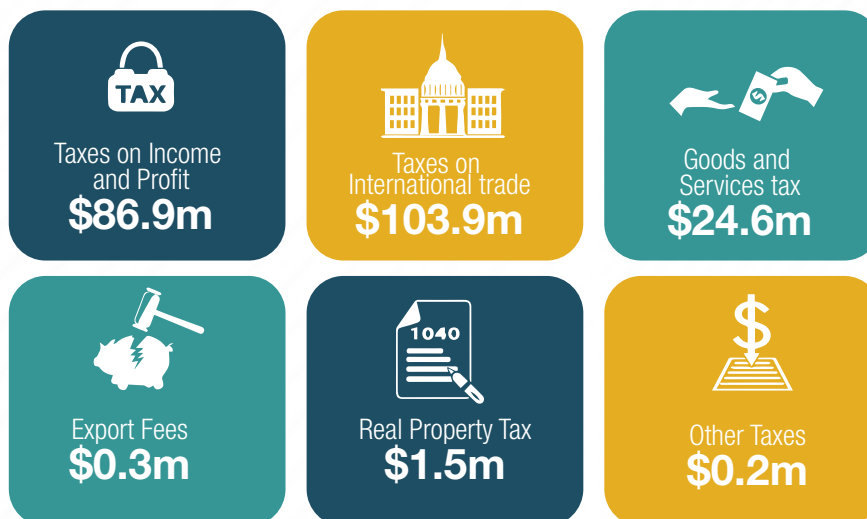 TAX
Taxes on Income
and Profit
$86.9m
Taxes on
International trade
$103.9m
$
Goods and
Services tax
$24.6m
Export Fees
$0.3m
1040
Real Property Tax
$1.5m
$
Other Taxes
$0.2m